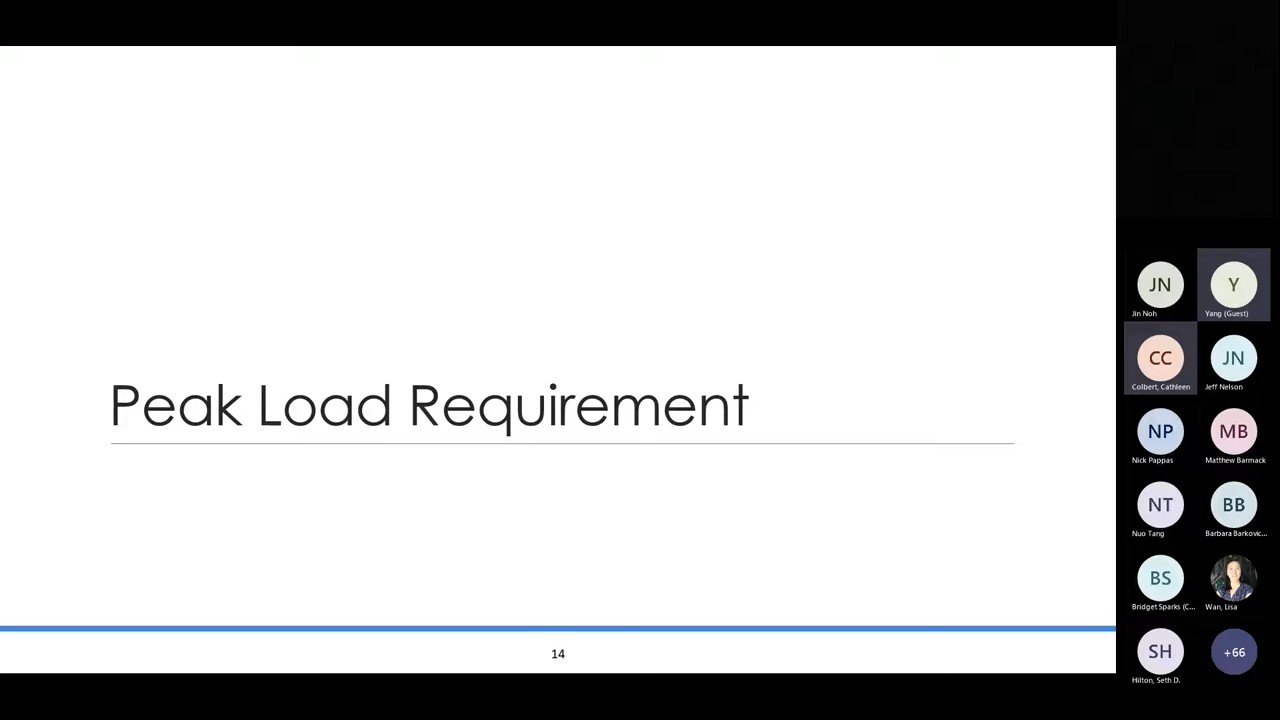 Peak Load Requirement
14
JN
Jin Noh
Y
Yang (Guest)
CC
Colbert, Cathleen
JN
Jeff Nelson
NP
Nick Pappas
MB
Matthew Barmack
NT
Nuo Tang
BB
Barbara Barkovic...
BS
Bridget Sparks (C...
Wan, Lisa
SH
Hilton, Seth D.
+66